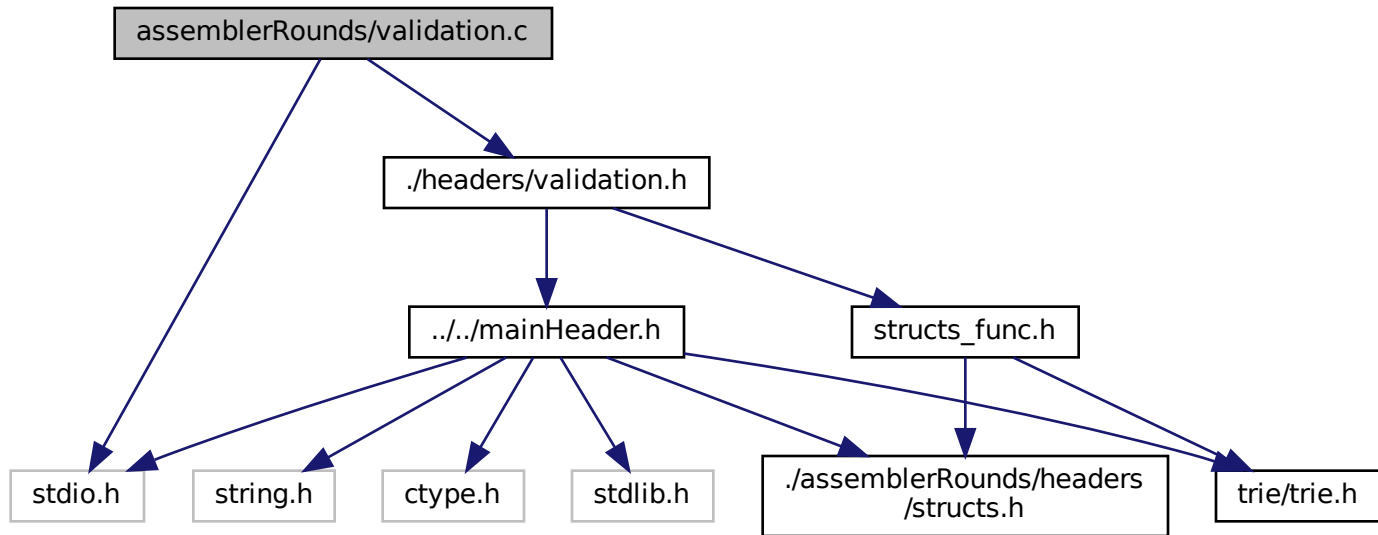 assemblerRounds/validation.c
./headers/validation.h
../../mainHeader.h
structs_func.h
stdio.h
string.h
ctype.h
stdlib.h
./assemblerRounds/headers
/structs.h
trie/trie.h